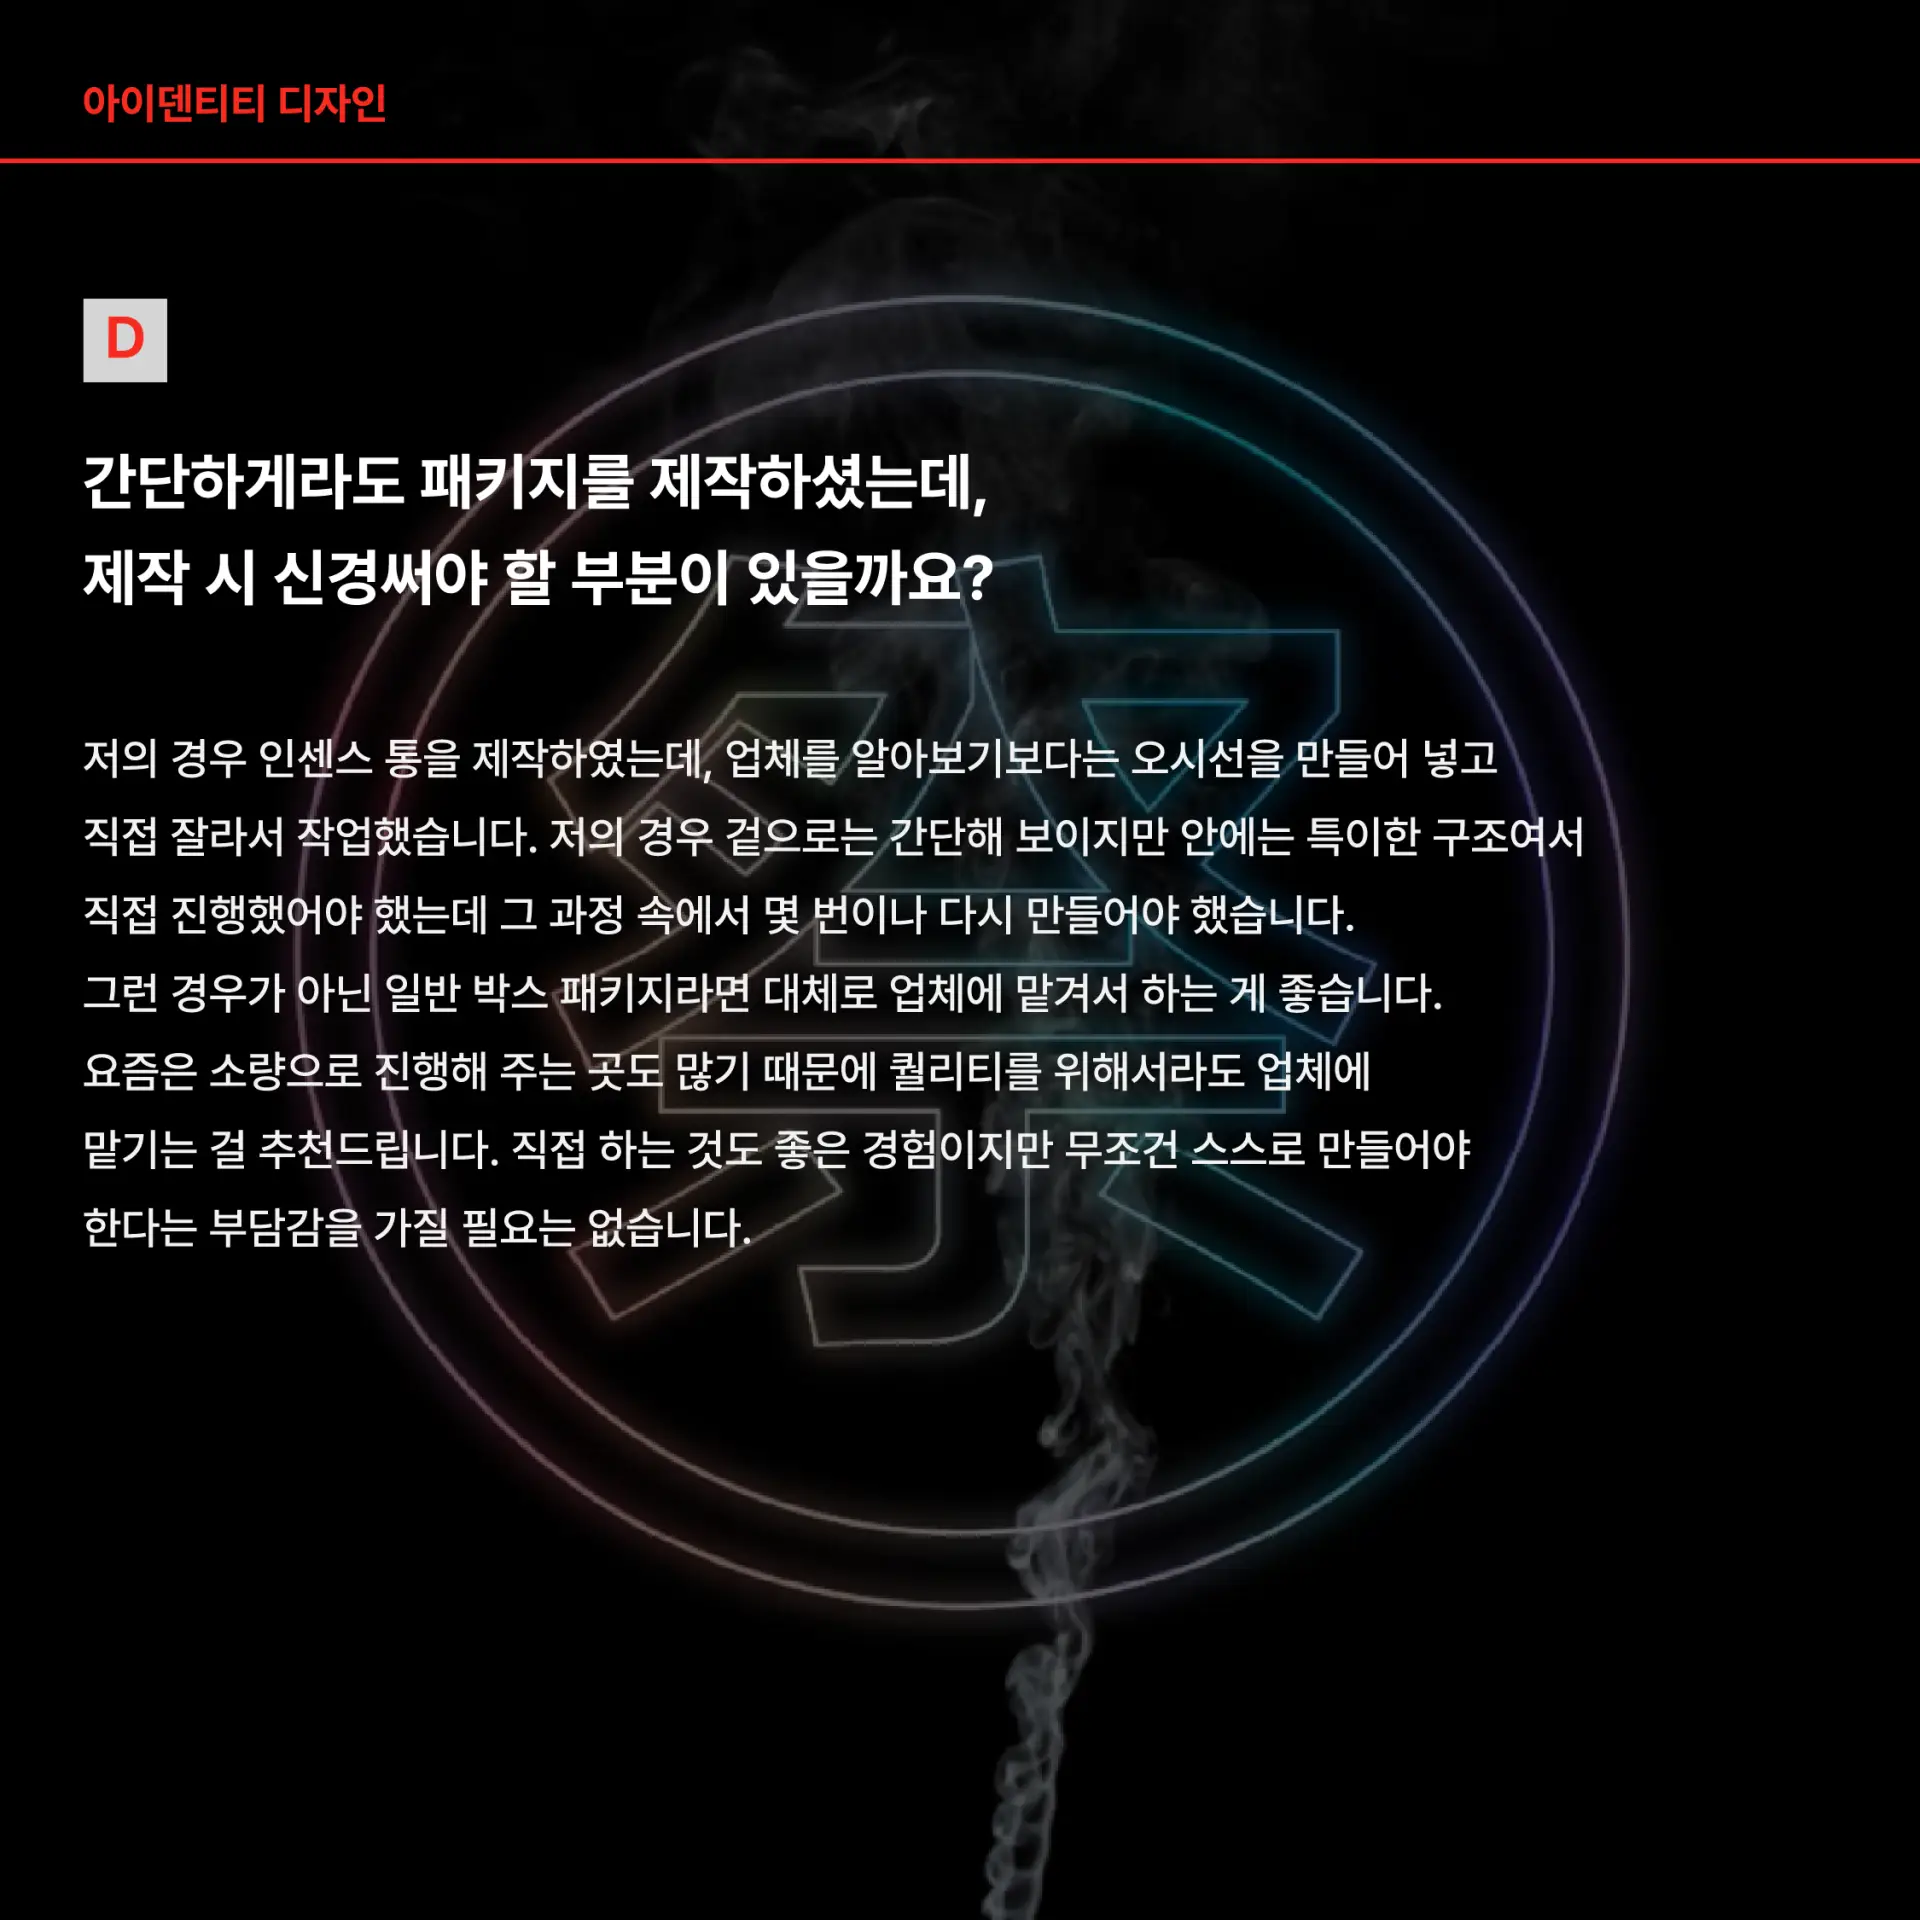 아이덴티티 디자인
D
간단하게라도 패키지를 제작하셨는데,
제작 시 신경써야 할 부분이 있을까요?
저의 경우 인센스 통을 제작하였는데, 업체를 알아보기보다는 오시선을 만들어 넣고
직접 잘라서 작업했습니다. 저의 경우 겉으로는 간단해 보이지만 안에는 특이한 구조여서
직접 진행했어야 했는데 그 과정 속에서 몇 번이나 다시 만들어야 했습니다.
그런 경우가 아닌 일반 박스 패키지라면 대체로 업체에 맡겨서 하는 게 좋습니다.
요즘은 소량으로 진행해 주는 곳도 많기 때문에 퀄리티를 위해서라도 업체에
맡기는 걸 추천드립니다. 직접 하는 것도 좋은 경험이지만 무조건 스스로 만들어야
한다는 부담감을 가질 필요는 없습니다.
祭